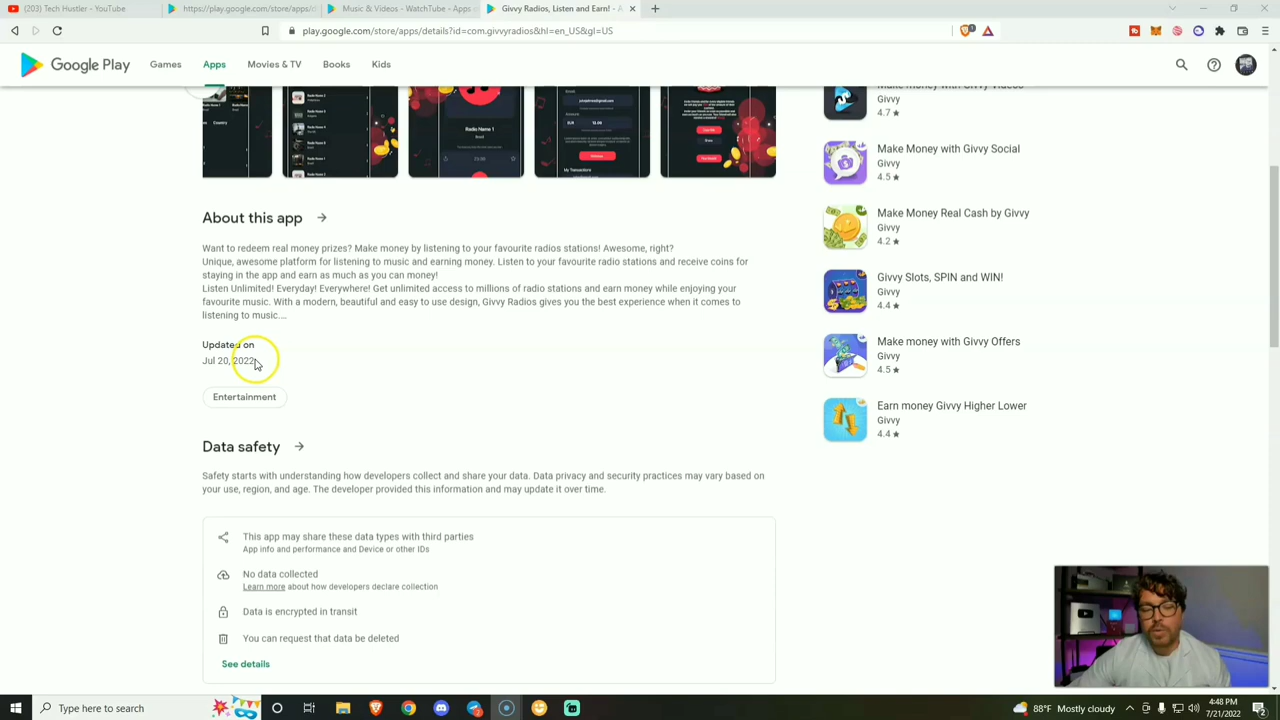 (203) Tech Hustler - YouTube
https://play.google.com/store/apps/c
Music & Videos - WatchTube - Apps o
Givvy Radios, Listen and Earn! - A
play.google.com/store/apps/details?id=com.givvyradios&hl=en_US&gl=US
Google Play
Games
Apps
Movies & TV
Books
Kids
Make Money with Givvy Videos
Givvy
4.7★
Radio Name 1
Make Money with Givvy Social
Givvy
4.5★
Make Money Real Cash by Givvy
Givvy
4.2★
Givvy Slots, SPIN and WIN!
Givvy
4.4★
Make money with Givvy Offers
Givvy
4.5★
Earn money Givvy Higher Lower
Givvy
4.4★
About this app →
Want to redeem real money prizes? Make money by listening to your favourite radios stations! Awesome, right?
Unique, awesome platform for listening to music and earning money. Listen to your favourite radio stations and receive coins for
staying in the app and earn as much as you can money!
Listen Unlimited! Everyday! Everywhere! Get unlimited access to millions of radio stations and earn money while enjoying your
favourite music. With a modern, beautiful and easy to use design, Givvy Radios gives you the best experience when it comes to
listening to music...
Updated on
Jul 20, 2022
Entertainment
Data safety →
Safety starts with understanding how developers collect and share your data. Data privacy and security practices may vary based on
your use, region, and age. The developer provided this information and may update it over time.
This app may share these data types with third parties
App info and performance and Device or other IDs
No data collected
Learn more about how developers declare collection
Data is encrypted in transit
You can request that data be deleted
See details
Type here to search
88°F Mostly cloudy
4:48 PM
7/21/2022